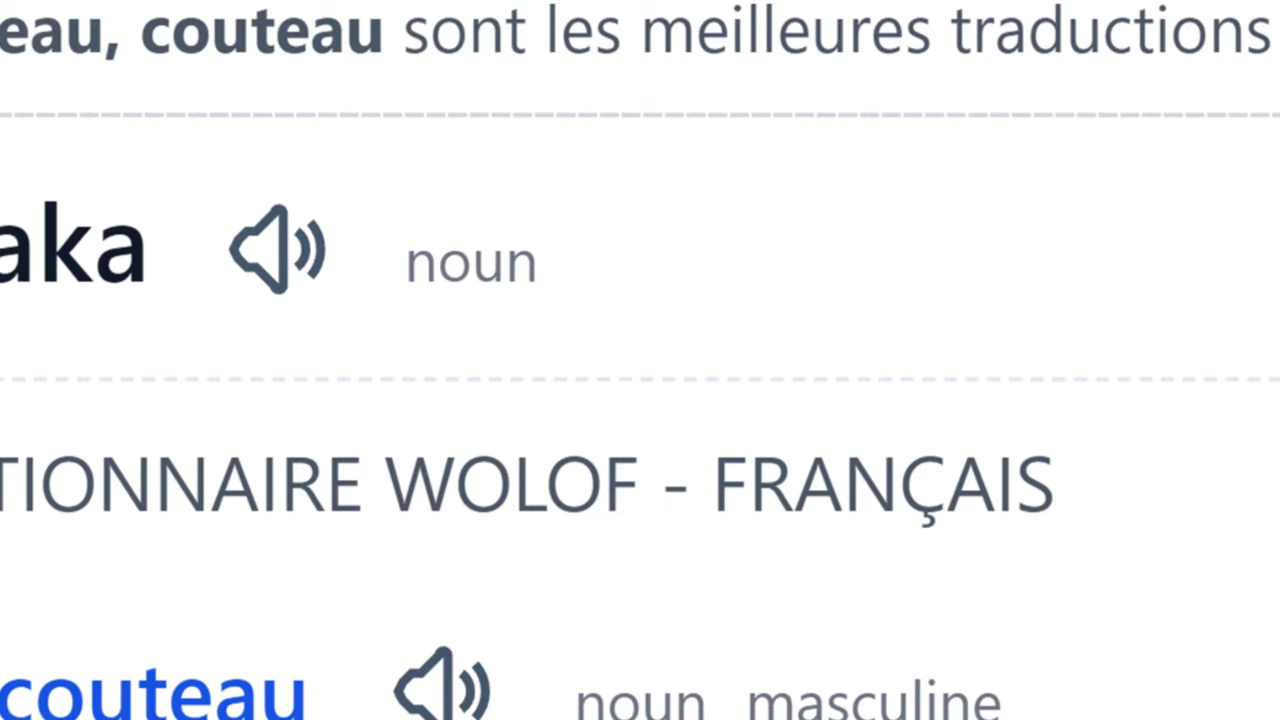 eau, couteau sont les meilleures traductions
aka noun
TIONNAIRE WOLOF - FRANÇAIS
couteau noun masculine